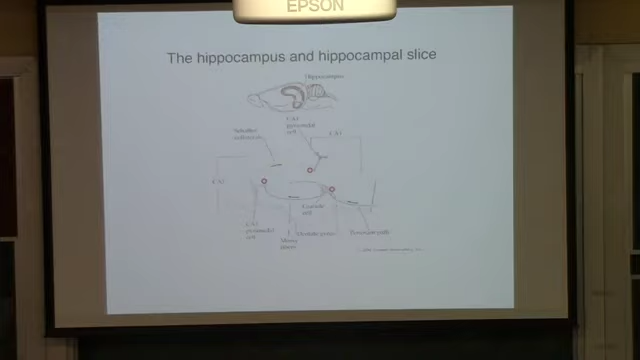 EPSON
The hippocampus and hippocampal slice
Hippocampus
CA1
pyramidal
cell
CA1
Schaffer
collaterals
CA3
Granule
cell
CA3
pyramidal
cell
Mossy
fibers
Dentate gyrus
Perforant path